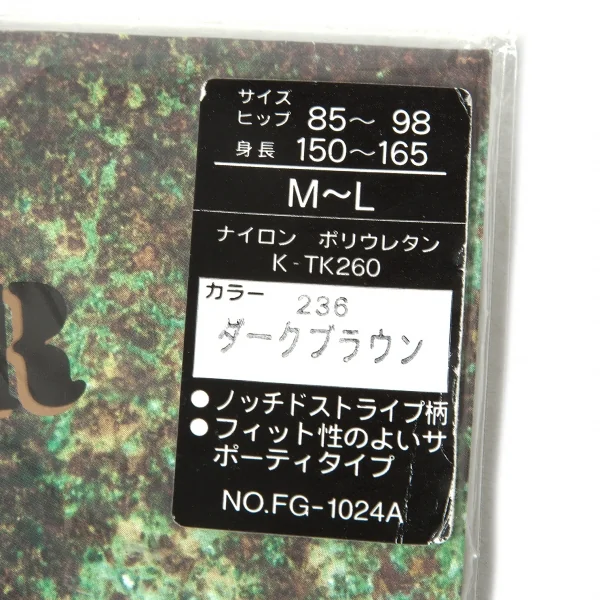 サイズ
ヒップ 85～ 98
身長 150～165
M～L
ナイロン ポリウレタン
K-TK260
カラー 236
ダークブラウン
R
●ノッチドストライプ柄
●フィット性のよいサ
ポーティタイプ
NO.FG-1024A